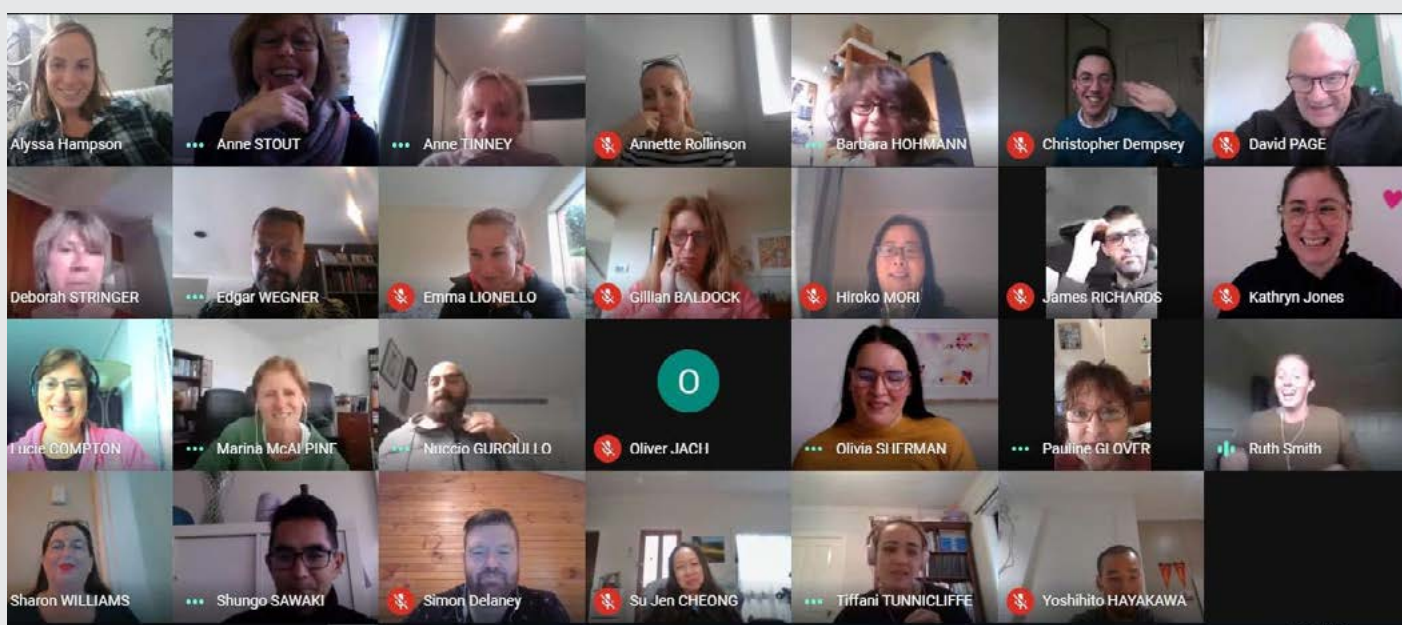 Alyssa Hampson
Anne STOUT
Anne TINNEY
Annette Rollinson
Barbara HOHMANN
Christopher Dempsey
David PAGE
Deborah STRINGER
Edgar WEGNER
Emma LIONELLO
Gillian BALDOCK
Hiroko MORI
James RICHARDS
Kathryn Jones
Lucie COMPTON
Marina McALPINE
Nuccio GURCIULLO
O
Oliver JACH
Olivia SHERMAN
Pauline GLOVER
Ruth Smith
Sharon WILLIAMS
Shungo SAWAKI
Simon Delaney
Su Jen CHEONG
Tiffani TUNNICLIFFE
Yoshihito HAYAKAWA